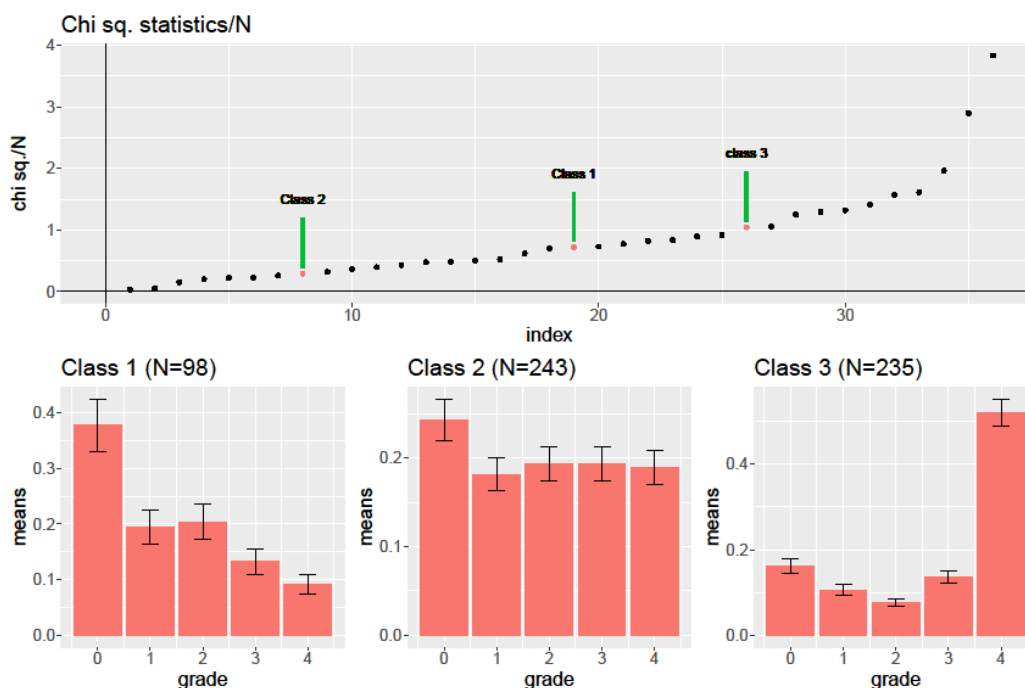 Chi sq. statistics/N
chi sq./N
4
3
2
1
0
Class 2
Class 1
class 3
0 10 20 30
index
Class 1 (N=98)
means
0.4
0.3
0.2
0.1
0.0
0 1 2 3 4
grade
Class 2 (N=243)
means
0.2
0.1
0.0
0 1 2 3 4
grade
Class 3 (N=235)
means
0.4
0.2
0.0
0 1 2 3 4
grade